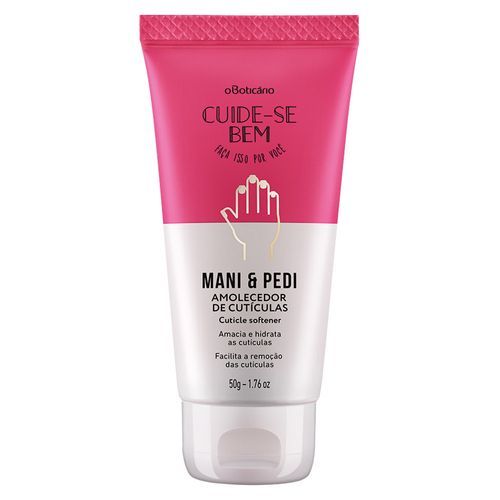 oBoticário
CUIDE-SE
BEM
FAÇA ISSO POR VOCÊ
MANI & PEDI
AMOLECEDOR
DE CUTÍCULAS
Cuticle softener
Amacia e hidrata
as cutículas
Facilita a remoção
das cutículas
50g – 1.76 oz